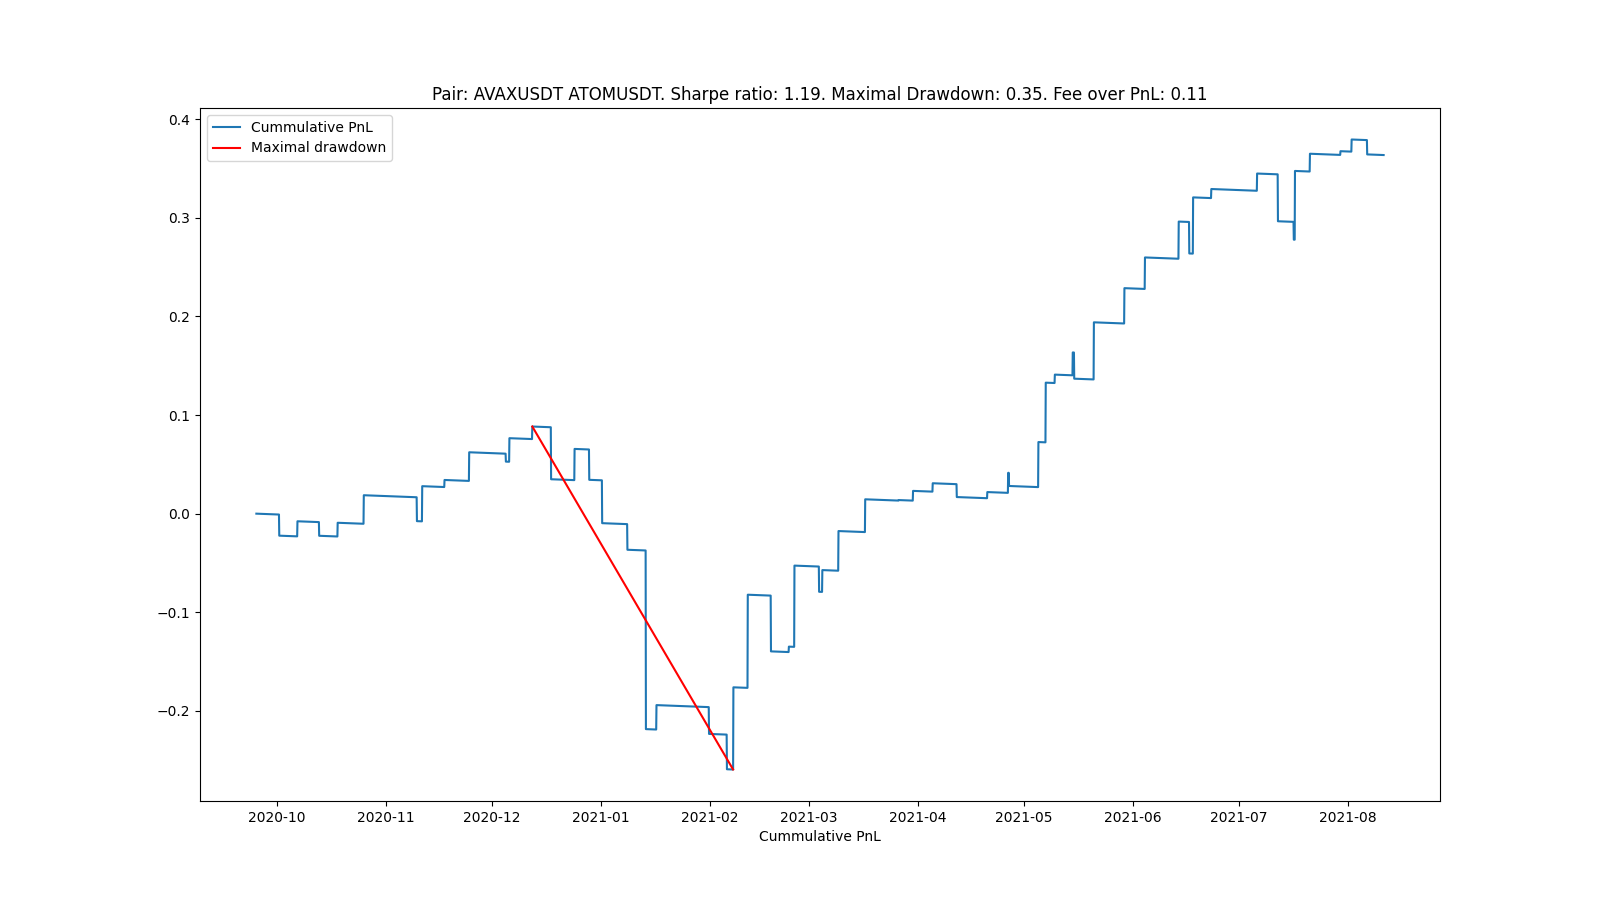 Pair: AVAXUSDT ATOMUSDT. Sharpe ratio: 1.19. Maximal Drawdown: 0.35. Fee over PnL: 0.11
Cummulative PnL
Maximal drawdown
0.4
0.3
0.2
0.1
0.0
−0.1
−0.2
2020-10 2020-11 2020-12 2021-01 2021-02 2021-03 2021-04 2021-05 2021-06 2021-07 2021-08
Cummulative PnL